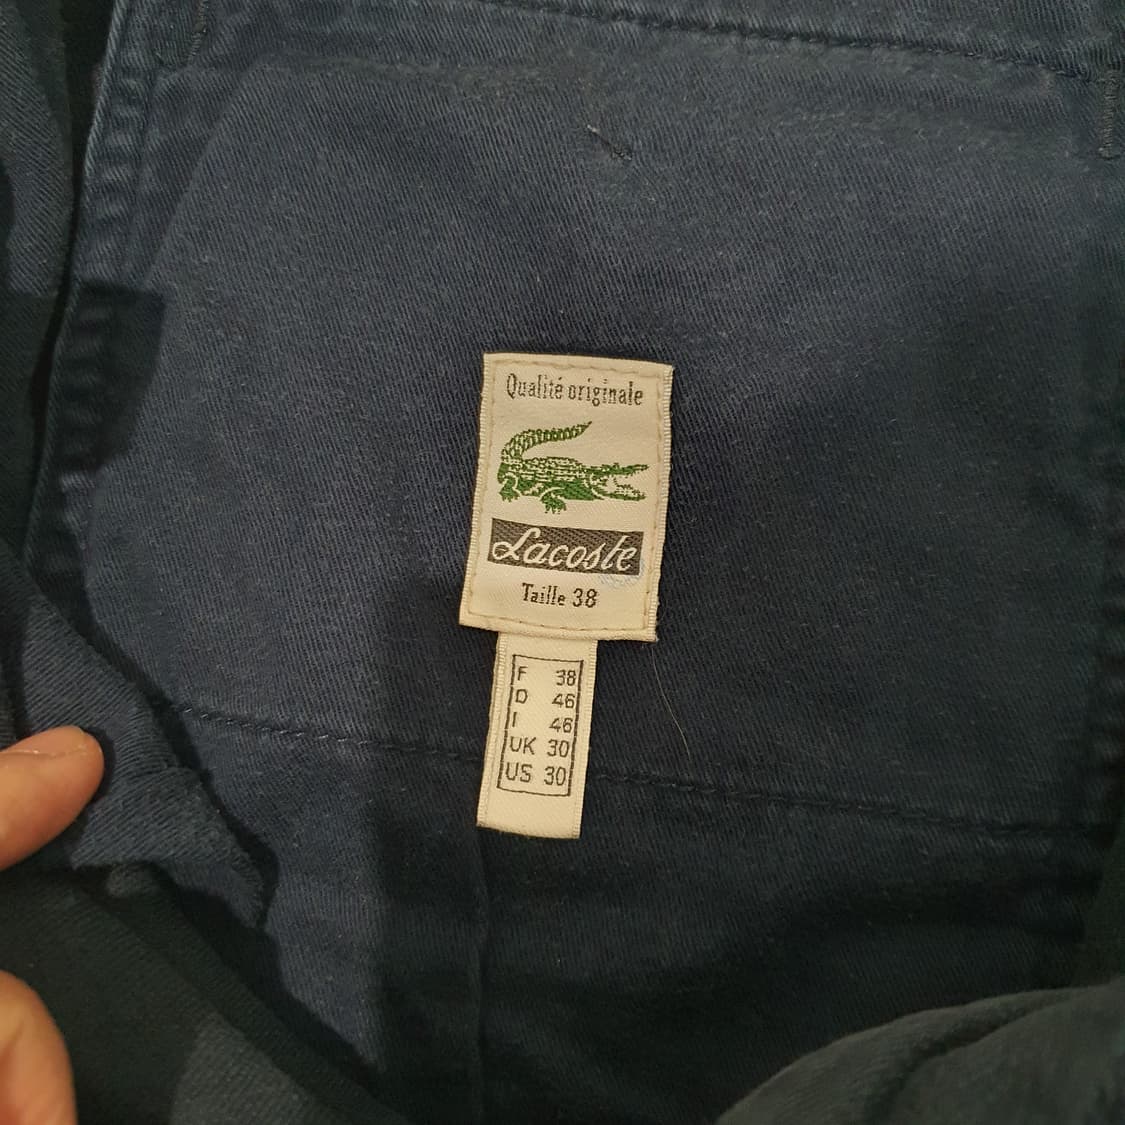 Qualité originale
Lacoste
Taille 38
F 38
D 46
I 46
UK 30
US 30